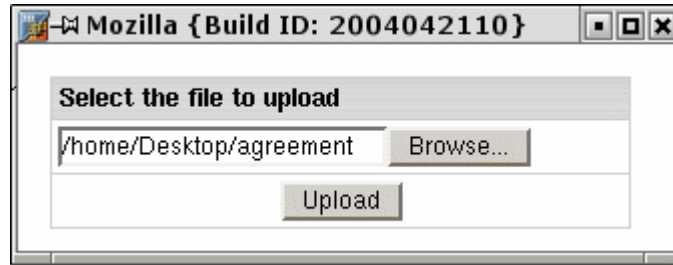 Mozilla {Build ID: 2004042110}
Select the file to upload
/home/Desktop/agreement Browse...
Upload